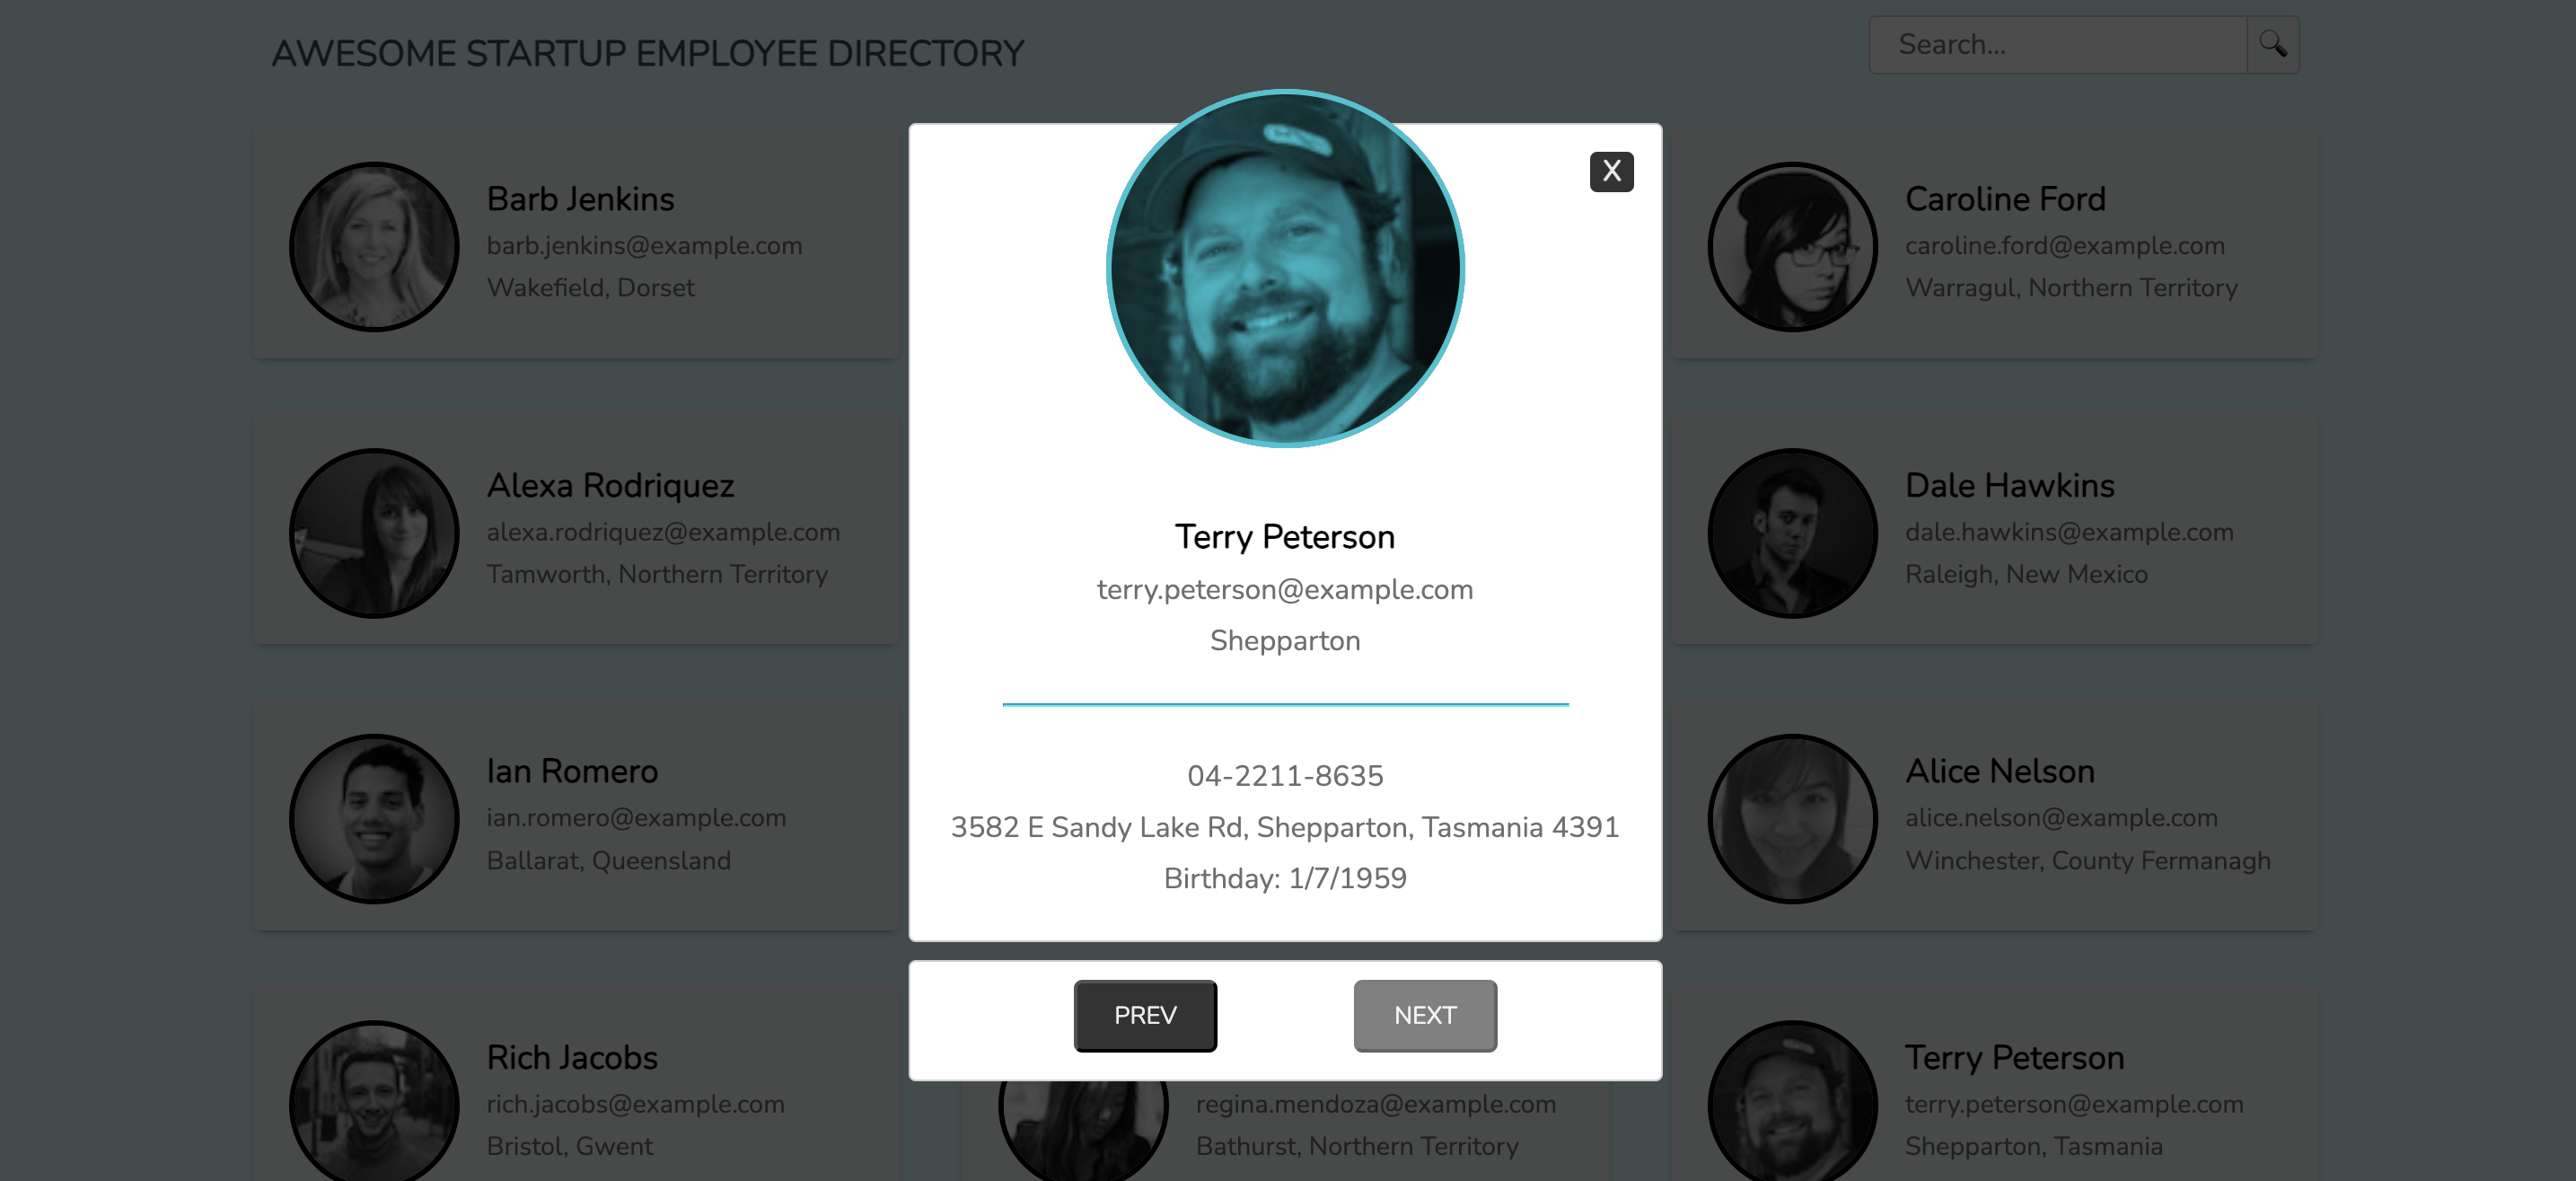 AWESOME STARTUP EMPLOYEE DIRECTORY
Search...
Barb Jenkins
barb.jenkins@example.com
Wakefield, Dorset
Alexa Rodriquez
alexa.rodriquez@example.com
Tamworth, Northern Territory
Ian Romero
ian.romero@example.com
Ballarat, Queensland
Rich Jacobs
rich.jacobs@example.com
Bristol, Gwent
X
Terry Peterson
terry.peterson@example.com
Shepparton
04-2211-8635
3582 E Sandy Lake Rd, Shepparton, Tasmania 4391
Birthday: 1/7/1959
PREV
NEXT
regina.mendoza@example.com
Bathurst, Northern Territory
Caroline Ford
caroline.ford@example.com
Warragul, Northern Territory
Dale Hawkins
dale.hawkins@example.com
Raleigh, New Mexico
Alice Nelson
alice.nelson@example.com
Winchester, County Fermanagh
Terry Peterson
terry.peterson@example.com
Shepparton, Tasmania